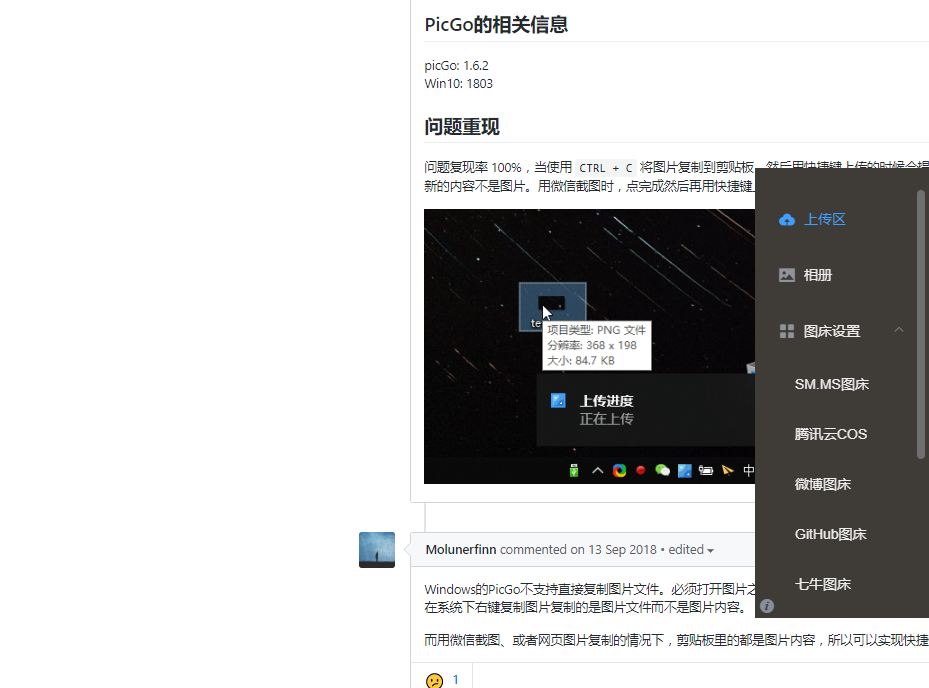 PicGo的相关信息
picGo: 1.6.2
Win10: 1803
问题重现
问题复现率 100%，当使用 CTRL + C 将图片复制到剪贴板，然后用快捷键上传的时候会提
新的内容不是图片。用微信截图时，点完成然后再用快捷键
te
项目类型: PNG 文件
分辨率: 368 x 198
大小: 84.7 KB
上传进度
正在上传
中
上传区
相册
图床设置
SM.MS图床
腾讯云COS
微博图床
GitHub图床
七牛图床
Molunerfinn commented on 13 Sep 2018 • edited
Windows的PicGo不支持直接复制图片文件。必须打开图片之
在系统下右键复制图片复制的是图片文件而不是图片内容。
而用微信截图、或者网页图片复制的情况下，剪贴板里的都是图片内容，所以可以实现快捷
1